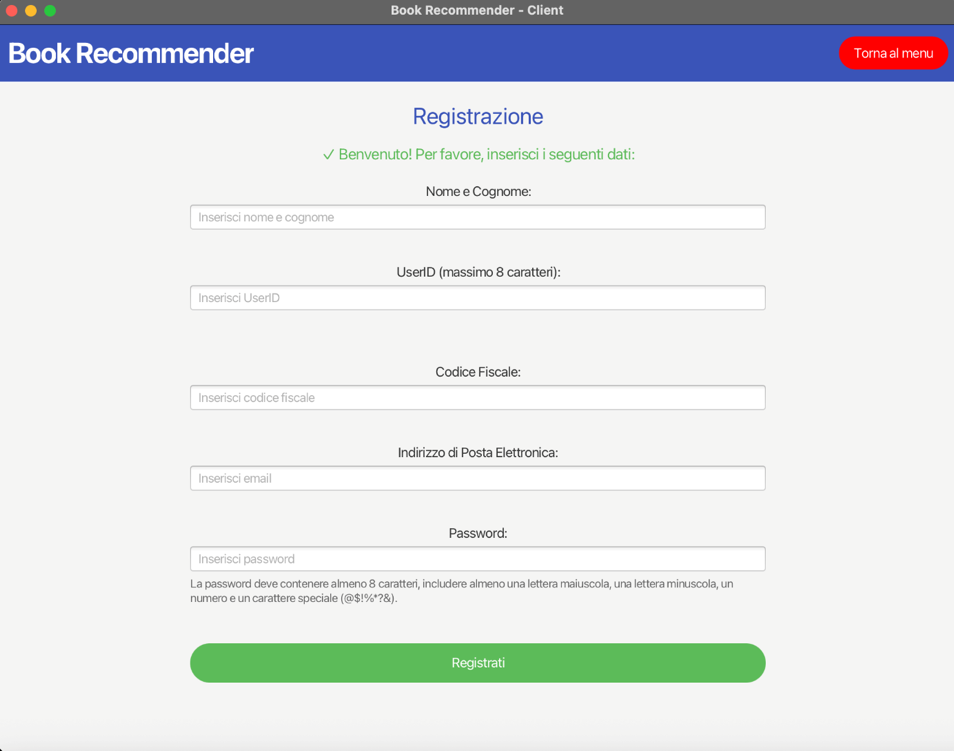 Book Recommender - Client
Book Recommender
Torna al menu
Registrazione
✓ Benvenuto! Per favore, inserisci i seguenti dati:
Nome e Cognome:
Inserisci nome e cognome
UserID (massimo 8 caratteri):
Inserisci UserID
Codice Fiscale:
Inserisci codice fiscale
Indirizzo di Posta Elettronica:
Inserisci email
Password:
Inserisci password
La password deve contenere almeno 8 caratteri, includere almeno una lettera maiuscola, una lettera minuscola, un
numero e un carattere speciale (@$!%*?&).
Registrati